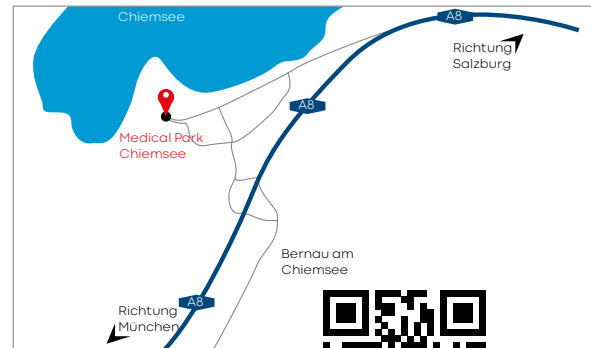 Chiemsee
A8
Richtung
Salzburg
A8
Medical Park
Chiemsee
Bernau am
Chiemsee
A8
Richtung
München